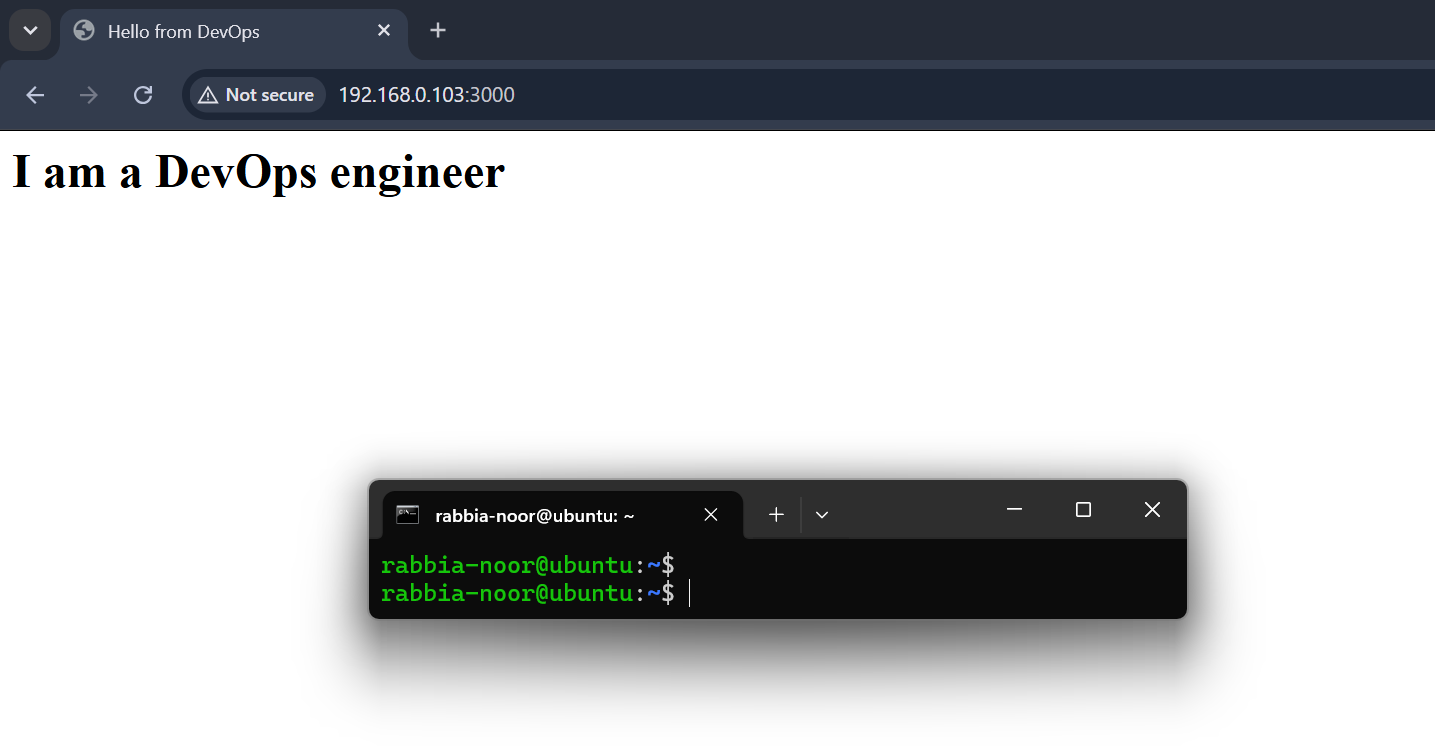 Hello from DevOps
Not secure 192.168.0.103:3000
I am a DevOps engineer
rabbia-noor@ubuntu: ~
rabbia-noor@ubuntu:~$
rabbia-noor@ubuntu:~$